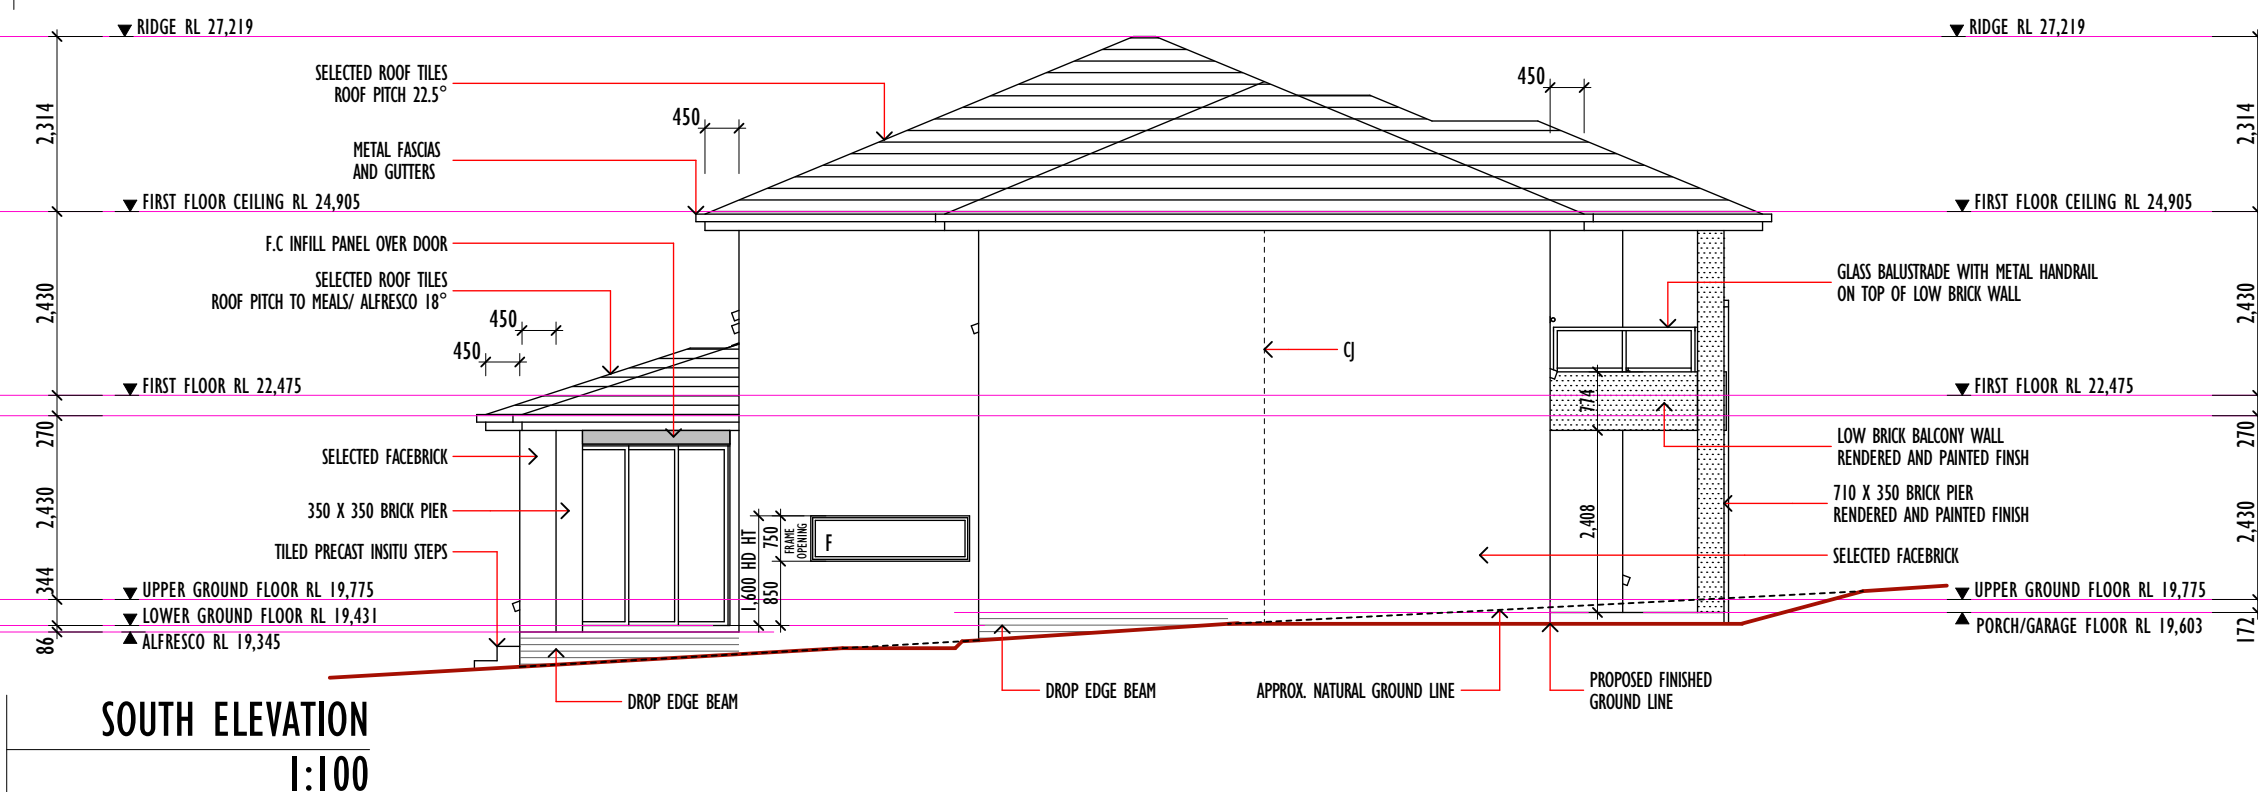 RIDGE RL 27,219
RIDGE RL 27,219
SELECTED ROOF TILES
ROOF PITCH 22.5°
450
450
2,314
2,314
METAL FASCIAS
AND GUTTERS
FIRST FLOOR CEILING RL 24,905
FIRST FLOOR CEILING RL 24,905
F.C INFILL PANEL OVER DOOR
SELECTED ROOF TILES
ROOF PITCH TO MEALS/ ALFRESCO 18°
GLASS BALUSTRADE WITH METAL HANDRAIL
ON TOP OF LOW BRICK WALL
2,430
2,430
450
450
CJ
FIRST FLOOR RL 22,475
FIRST FLOOR RL 22,475
774
270
270
SELECTED FACEBRICK
LOW BRICK BALCONY WALL
RENDERED AND PAINTED FINSH
350 X 350 BRICK PIER
710 X 350 BRICK PIER
RENDERED AND PAINTED FINISH
2,430
2,430
2,408
1,600 HD HT
750
FRAME
OPENING
850
F
TILED PRECAST INSITU STEPS
SELECTED FACEBRICK
344
UPPER GROUND FLOOR RL 19,775
UPPER GROUND FLOOR RL 19,775
LOWER GROUND FLOOR RL 19,431
PORCH/GARAGE FLOOR RL 19,603
86
ALFRESCO RL 19,345
172
DROP EDGE BEAM
DROP EDGE BEAM
APPROX. NATURAL GROUND LINE
PROPOSED FINISHED
GROUND LINE
SOUTH ELEVATION
1:100